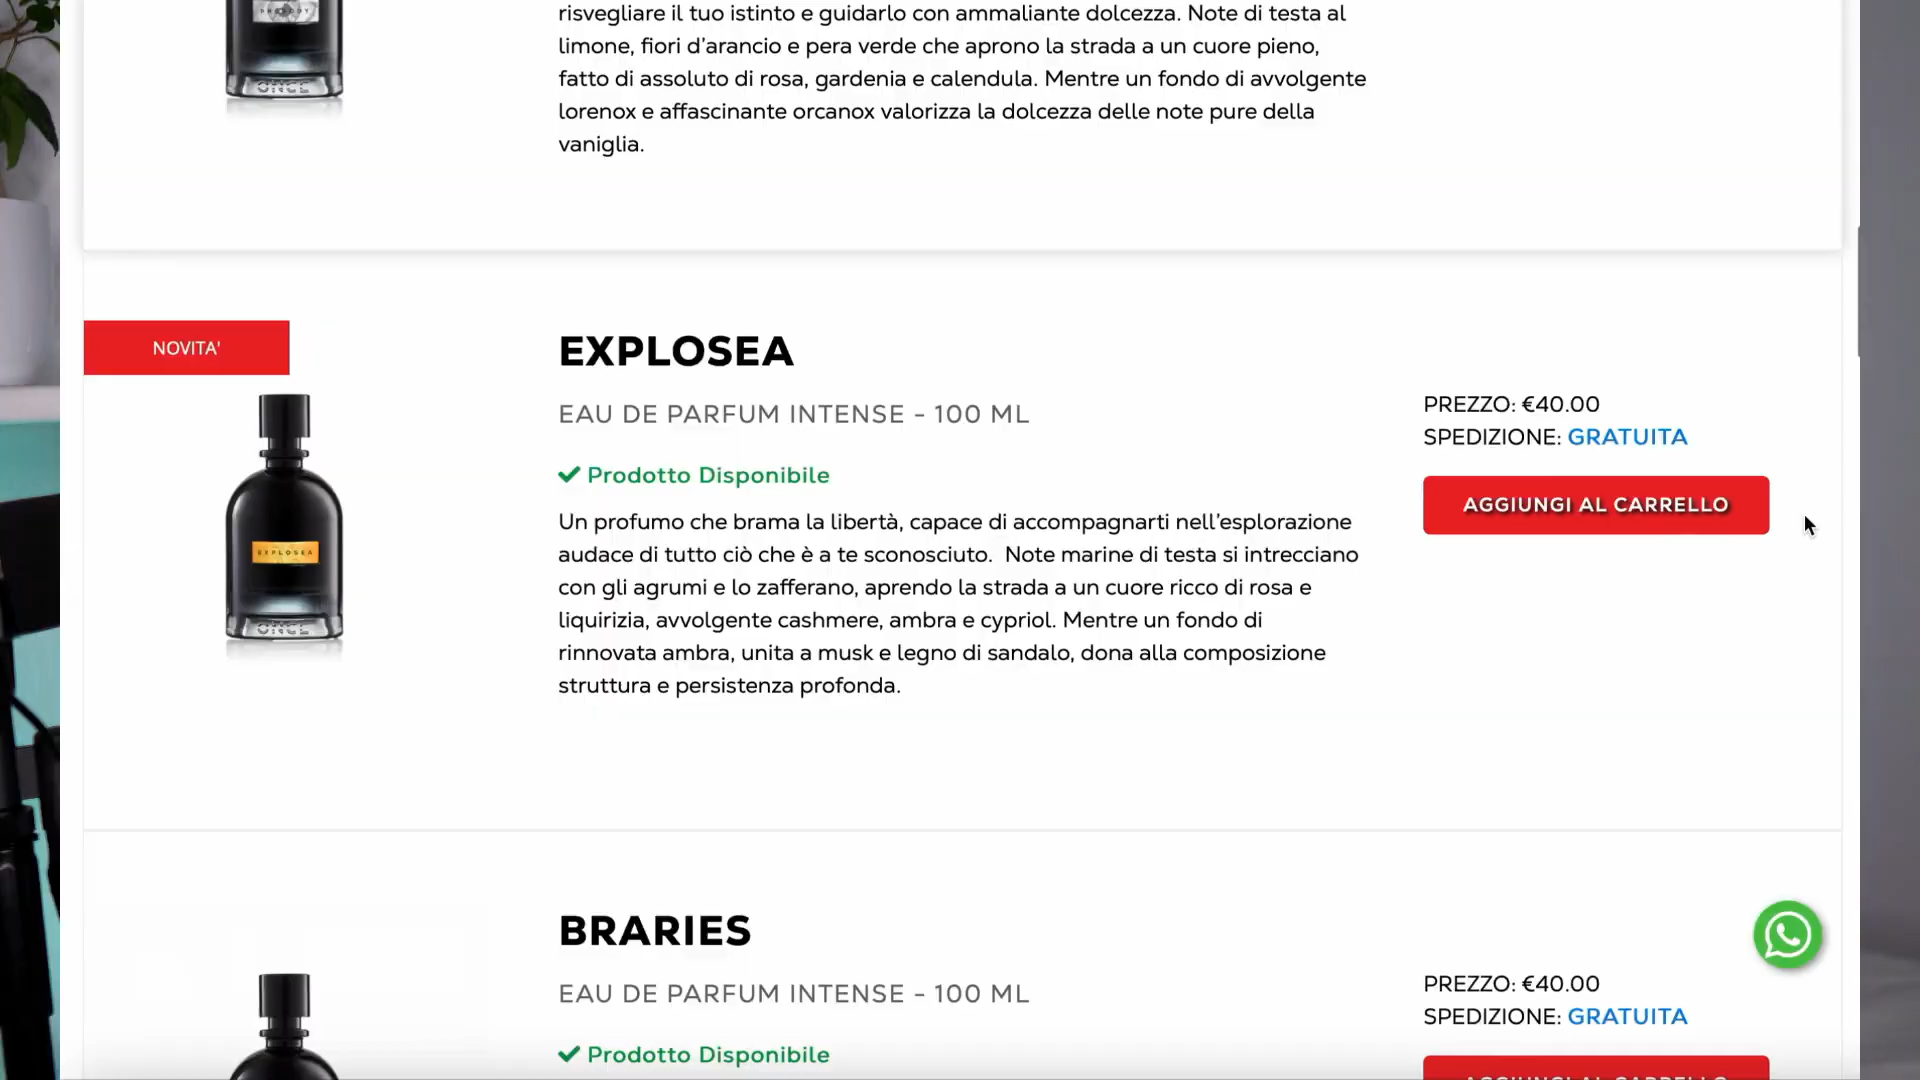 risvegliare il tuo istinto e guidarlo con ammaliante dolcezza. Note di testa al
limone, fiori d'arancio e pera verde che aprono la strada a un cuore pieno,
fatto di assoluto di rosa, gardenia e calendula. Mentre un fondo di avvolgente
lorenox e affascinante orcanox valorizza la dolcezza delle note pure della
vaniglia.
ONCE
NOVITA'
EXPLOSEA
EAU DE PARFUM INTENSE - 100 ML
Prodotto Disponibile
Un profumo che brama la libertà, capace di accompagnarti nell'esplorazione
audace di tutto ciò che è a te sconosciuto. Note marine di testa si intrecciano
con gli agrumi e lo zafferano, aprendo la strada a un cuore ricco di rosa e
liquirizia, avvolgente cashmere, ambra e cypriol. Mentre un fondo di
rinnovata ambra, unita a musk e legno di sandalo, dona alla composizione
struttura e persistenza profonda.
PREZZO: €40.00
SPEDIZIONE: GRATUITA
AGGIUNGI AL CARRELLO
EXPLOSEA
ONCE
BRARIES
EAU DE PARFUM INTENSE - 100 ML
Prodotto Disponibile
PREZZO: €40.00
SPEDIZIONE: GRATUITA
AGGIUNGI AL CARRELLO